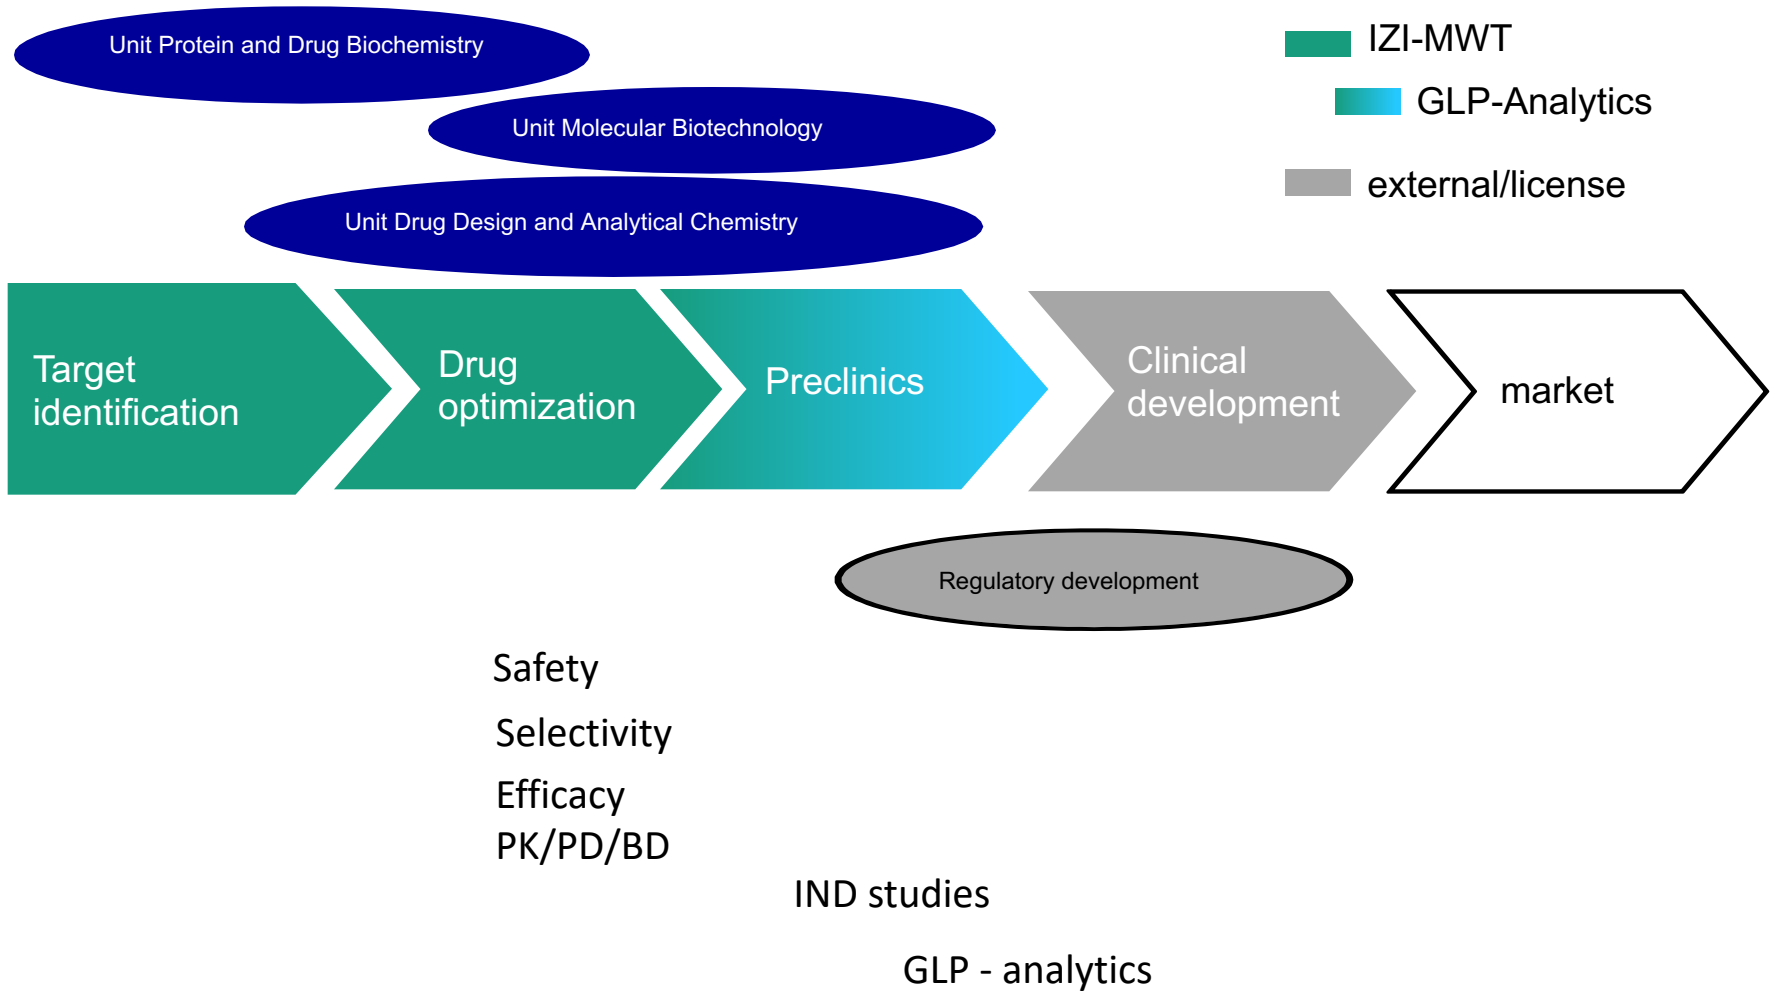 Unit Protein and Drug Biochemistry
Unit Molecular Biotechnology
Unit Drug Design and Analytical Chemistry
IZI-MWT
GLP-Analytics
external/license
Target
identification
Drug
optimization
Preclinics
Clinical
development
market
Regulatory development
Safety
Selectivity
Efficacy
PK/PD/BD
IND studies
GLP - analytics